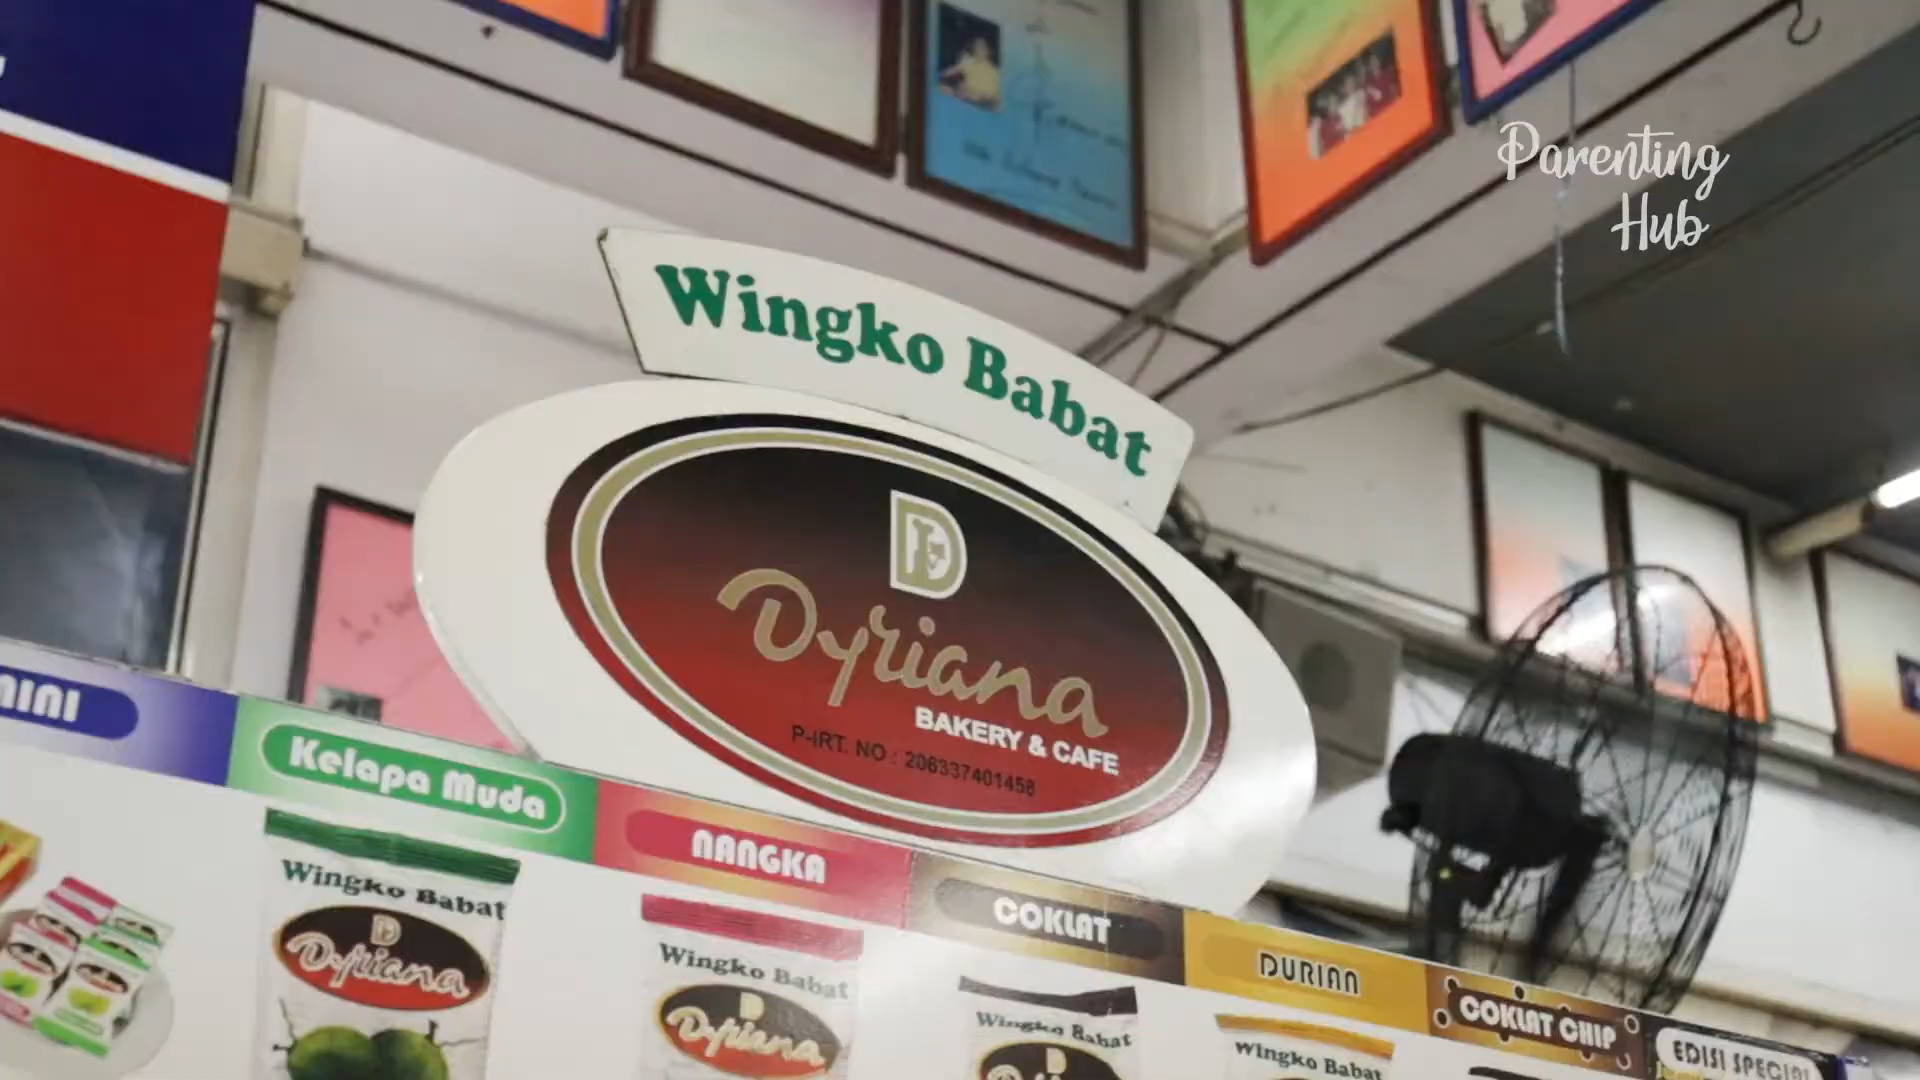 Parenting
Hub
Wingko Babat
D
Dyriana
BAKERY & CAFE
P-IRT. NO : 206337401458
Kelapa Muda
NANGKA
COKLAT
DURIAN
COKLAT CHIP
EDISI SPECIAL
Wingko Babat
Dyriana
Wingko Babat
Dyriana
Wingko Babat
Wingko Babat